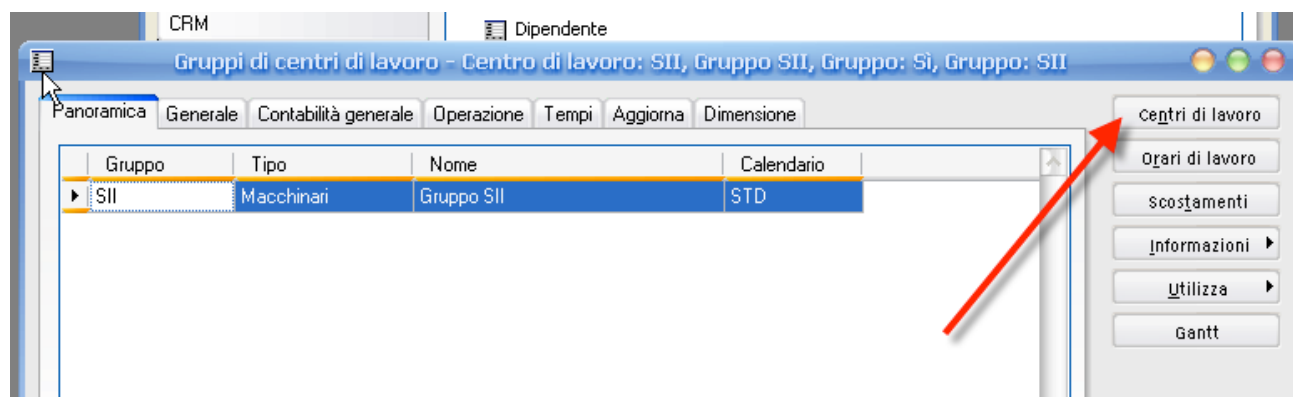 CRM
Dipendente
Gruppi di centri di lavoro - Centro di lavoro: SII, Gruppo SII, Gruppo: Sì, Gruppo: SII
Panoramica Generale Contabilità generale Operazione Tempi Aggiorna Dimensione
Gruppo Tipo Nome Calendario
SII Macchinari Gruppo SII STD
Centri di lavoro
Orari di lavoro
Scostamenti
Informazioni
Utilizza
Gantt